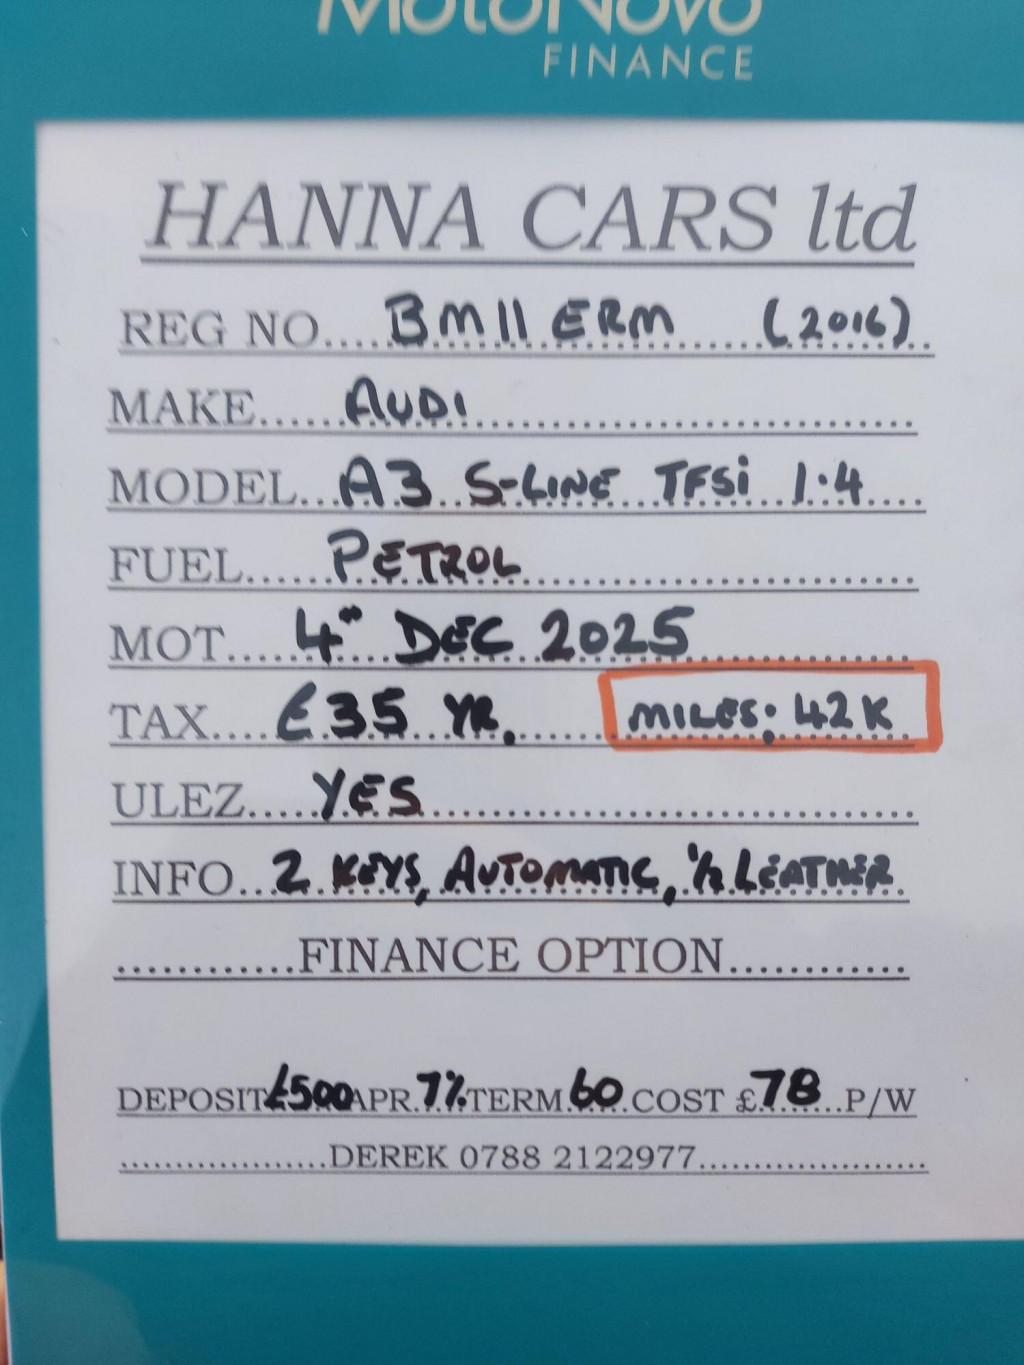 MotoNovo
FINANCE
HANNA CARS ltd
REG NO.....BM11 ERM (2016)..
MAKE......AUDI
MODEL...A3 S-LINE TFSi 1.4....
FUEL......PETROL
MOT.....4" DEC 2025
TAX....£35 YR. MILES: 42K
ULEZ....YES
INFO...2 KEYS, AUTOMATIC, ½ LEATHER
............FINANCE OPTION............
DEPOSIT £500 APR.7% TERM.60.COST £78....P/W
..................DEREK 0788 2122977....................